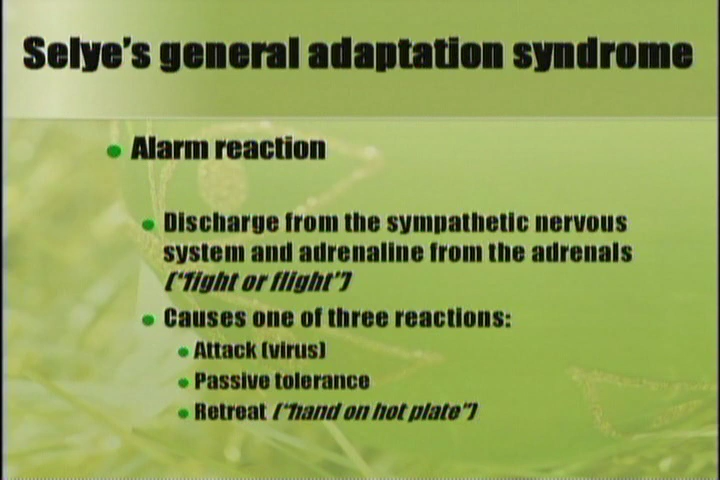 Selye's general adaptation syndrome
Alarm reaction
Discharge from the sympathetic nervous
system and adrenaline from the adrenals
("fight or flight")
Causes one of three reactions:
Attack (virus)
Passive tolerance
Retreat ("hand on hot plate")